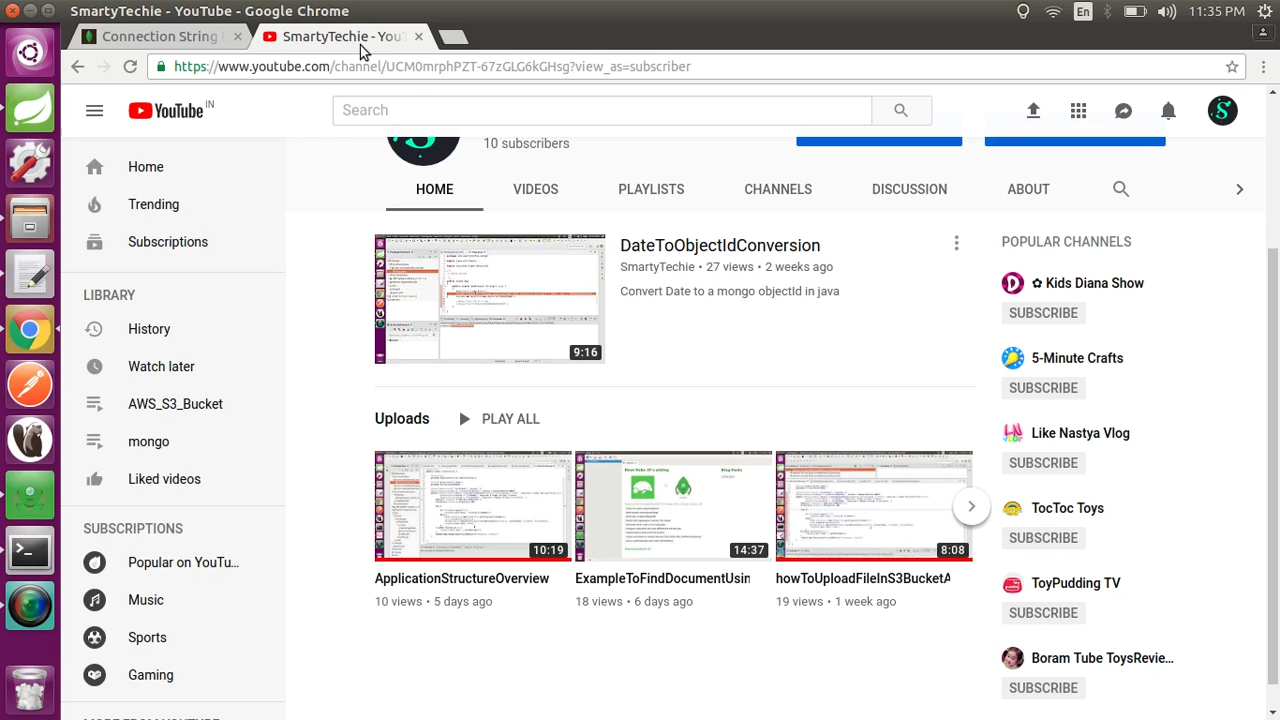 SmartyTechie - YouTube - Google Chrome
En
11:35 PM
Connection String
SmartyTechie - YouT
https://www.youtube.com/channel/UCM0mrphPZT-67zGLG6kGHsg?view_as=subscriber
YouTube IN
Search
10 subscribers
HOME
VIDEOS
PLAYLISTS
CHANNELS
DISCUSSION
ABOUT
Home
Trending
Subscriptions
LIBRARY
History
Watch later
AWS_S3_Bucket
mongo
Liked videos
SUBSCRIPTIONS
Popular on YouTu...
Music
Sports
Gaming
MORE FROM YOUTUBE
9:16
DateToObjectIdConversion
SmartyTechie • 27 views • 2 weeks ago
Convert Date to a mongo objectId in java
Uploads
PLAY ALL
10:19
ApplicationStructureOverview
10 views • 5 days ago
14:37
ExampleToFindDocumentUsin
18 views • 6 days ago
8:08
howToUploadFileInS3BucketA
19 views • 1 week ago
POPULAR CHANNELS
✿ Kids Diana Show
SUBSCRIBE
5-Minute Crafts
SUBSCRIBE
Like Nastya Vlog
SUBSCRIBE
TocToc Toys
SUBSCRIBE
ToyPudding TV
SUBSCRIBE
Boram Tube ToysRevie...
SUBSCRIBE